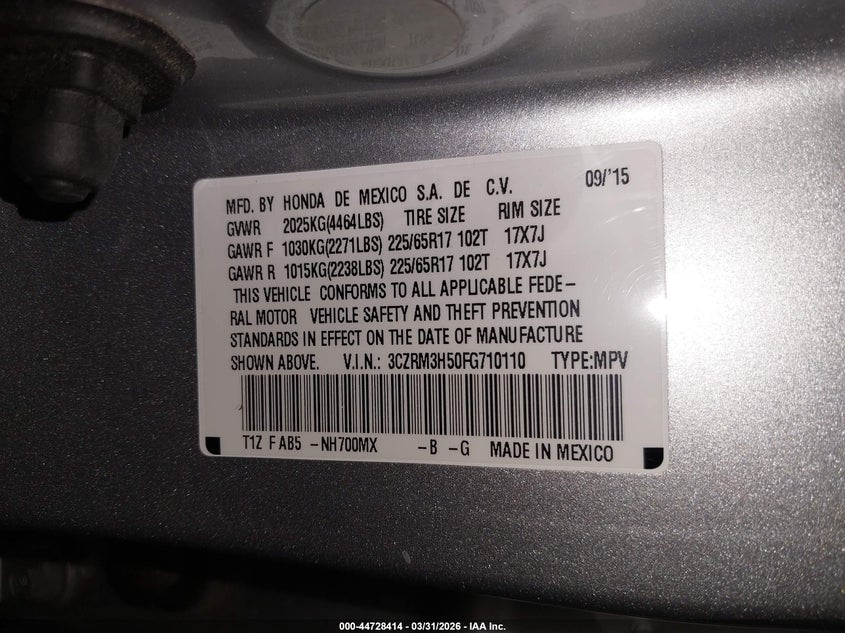 MFD. BY HONDA DE MEXICO S.A. DE C.V. 09/'15
GVWR 2025KG(4464LBS) TIRE SIZE RIM SIZE
GAWR F 1030KG(2271LBS) 225/65R17 102T 17X7J
GAWR R 1015KG(2238LBS) 225/65R17 102T 17X7J
THIS VEHICLE CONFORMS TO ALL APPLICABLE FEDE-
RAL MOTOR VEHICLE SAFETY AND THEFT PREVENTION
STANDARDS IN EFFECT ON THE DATE OF MANUFACTURE
SHOWN ABOVE. V.I.N.: 3CZRM3H50FG710110 TYPE:MPV
T1Z F AB5 -NH700MX -B -G MADE IN MEXICO
000-44728414 - 03/31/2026 - IAA Inc.